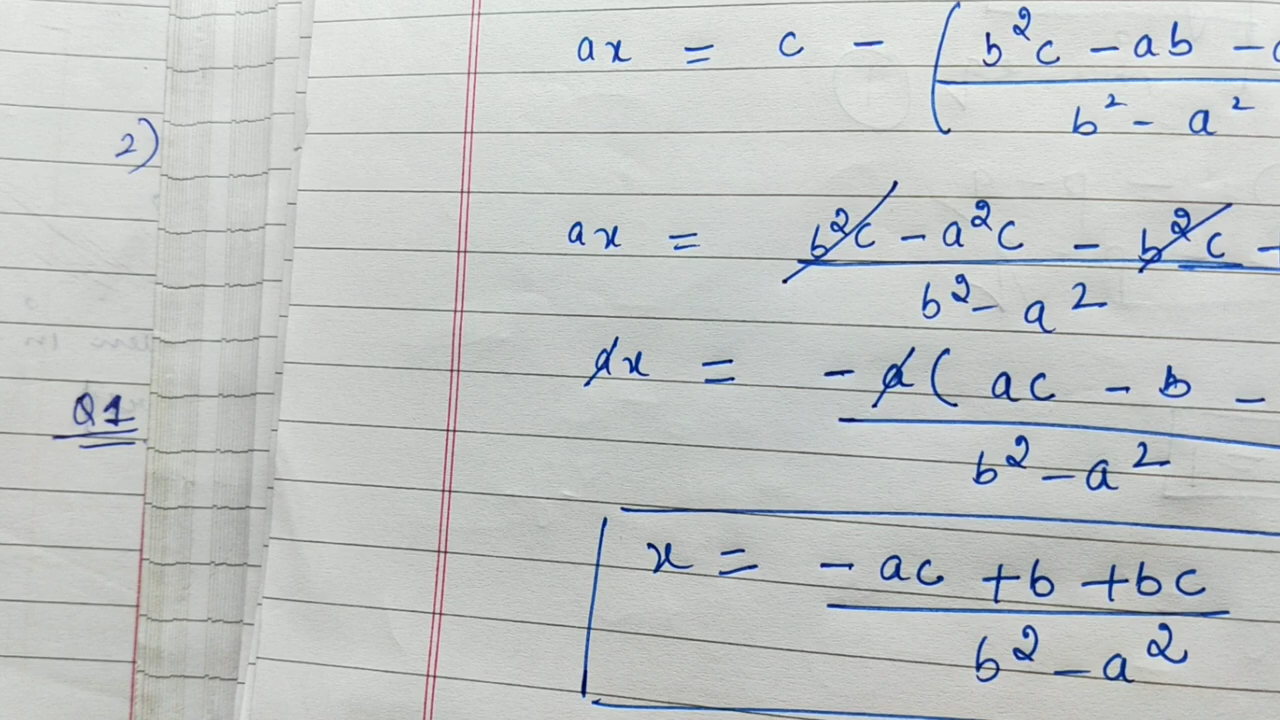 2)
Q1
ax = c - ( b²c - ab -
b² - a²
ax = b²c - a²c - b²c -
b² - a²
ax = - a ( ac - b -
b² - a²
x = - ac + b + bc
b² - a²